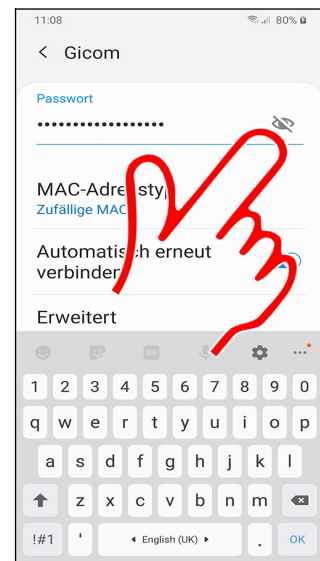 11:08 80%
< Gicom
Passwort
•••••••••••••••••
MAC-Adresstyp
Zufällige MAC
Automatisch erneut
verbinden
Erweitert
GIF
1 2 3 4 5 6 7 8 9 0
q w e r t y u i o p
a s d f g h j k l
z x c v b n m
!#1 ' ◂ English (UK) ▸ . OK